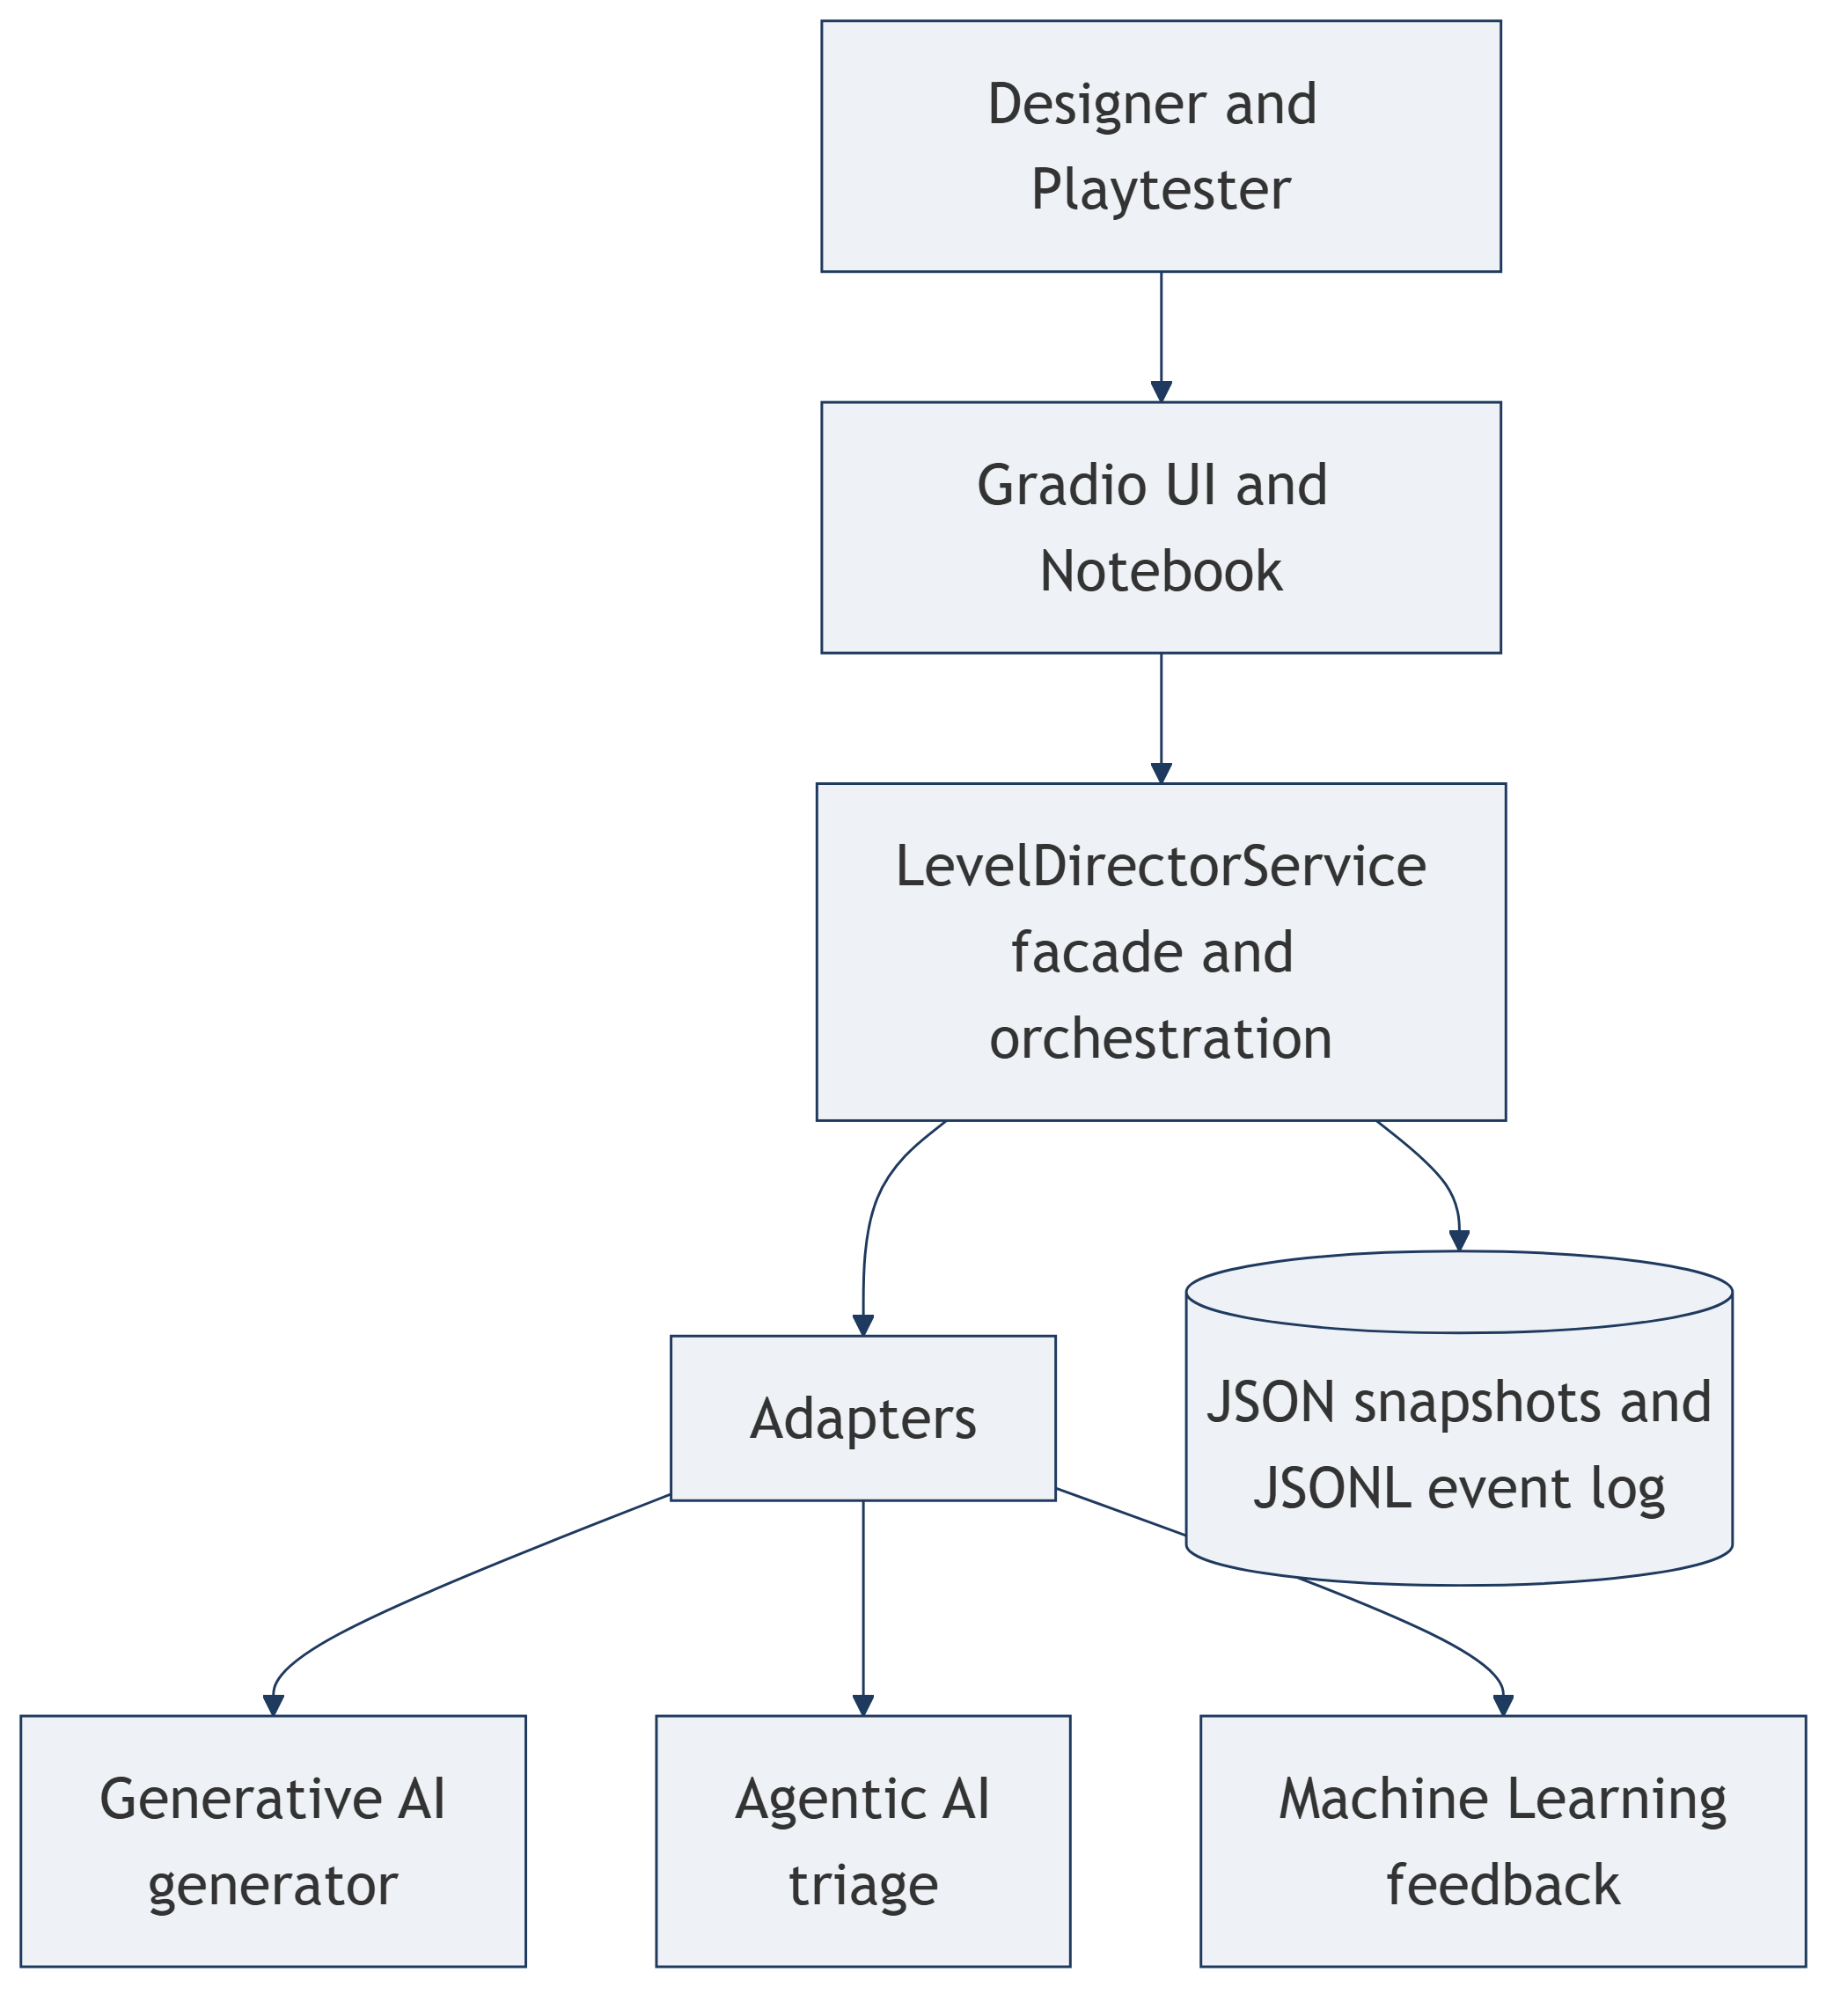 Designer and
Playtester
Gradio UI and
Notebook
LevelDirectorService
facade and
orchestration
Adapters
JSON snapshots and
JSONL event log
Generative AI
generator
Agentic AI
triage
Machine Learning
feedback